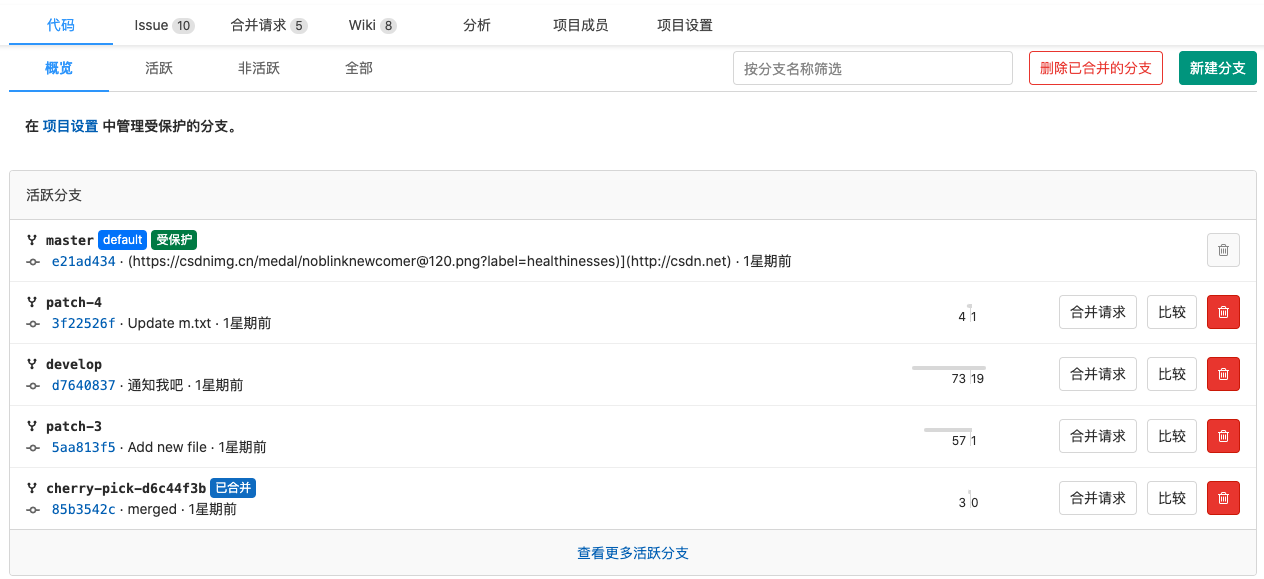 代码 Issue 10 合并请求 5 Wiki 8 分析 项目成员 项目设置
概览 活跃 非活跃 全部 按分支名称筛选 删除已合并的分支 新建分支
在 项目设置 中管理受保护的分支。
活跃分支
master default 受保护
e21ad434 · (https://csdnimg.cn/medal/noblinknewcomer@120.png?label=healthinesses)](http://csdn.net) · 1星期前
patch-4
3f22526f · Update m.txt · 1星期前
4 1 合并请求 比较
develop
d7640837 · 通知我吧 · 1星期前
73 19 合并请求 比较
patch-3
5aa813f5 · Add new file · 1星期前
57 1 合并请求 比较
cherry-pick-d6c44f3b 已合并
85b3542c · merged · 1星期前
3 0 合并请求 比较
查看更多活跃分支